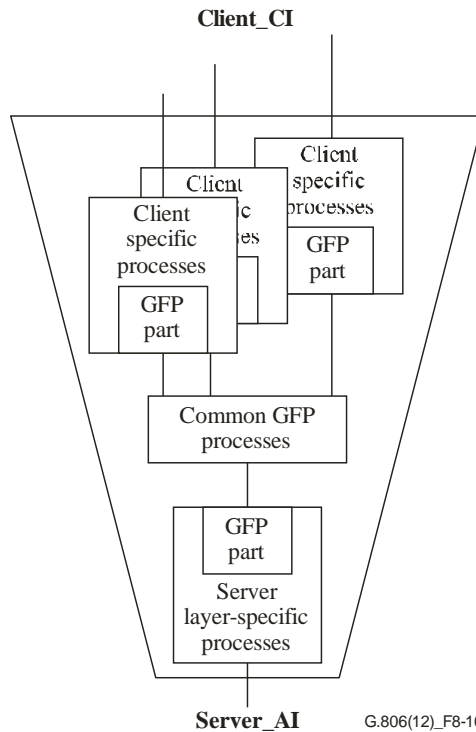 Client_CI
Client
specific
processes
GFP
part
Client
Client
specific
processes
GFP
part
Common GFP
processes
GFP
part
Server
layer-specific
processes
Server_AI